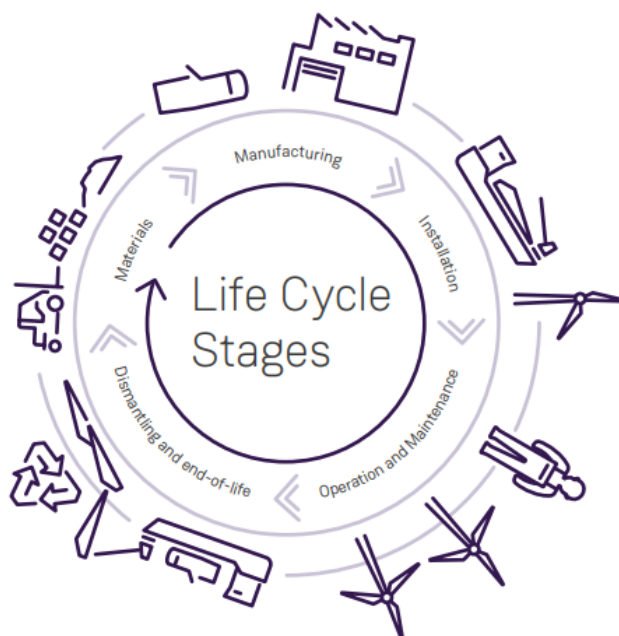 Life Cycle
Stages
Materials
Manufacturing
Installation
Operation and Maintenance
Dismantling and end-of-life